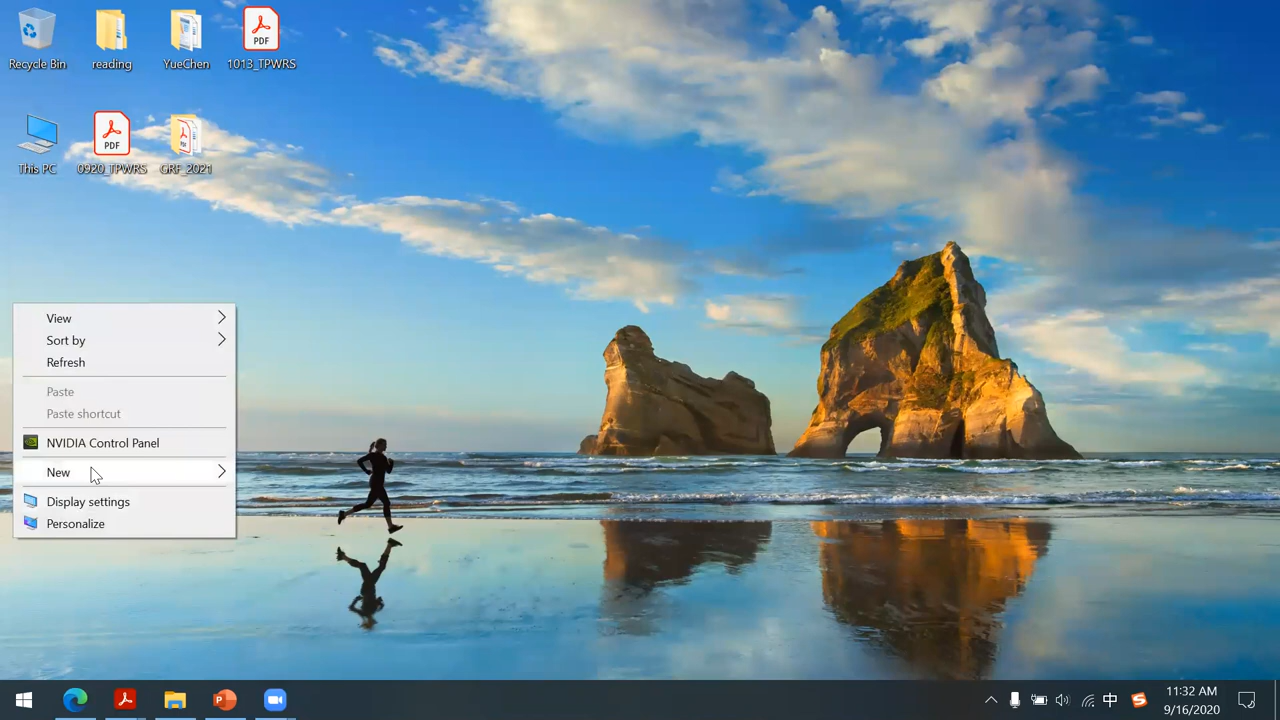 Recycle Bin
reading
YueChen
PDF
1013_TPWRS
This PC
PDF
0920_TPWRS
GRF_2021
View
Sort by
Refresh
Paste
Paste shortcut
NVIDIA Control Panel
New
Display settings
Personalize
中
11:32 AM
9/16/2020